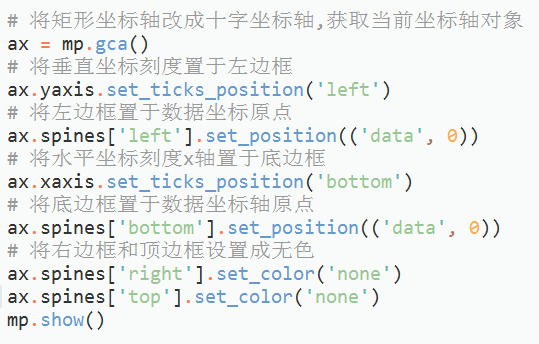 # 将矩形坐标轴改成十字坐标轴,获取当前坐标轴对象
ax = mp.gca()
# 将垂直坐标刻度置于左边框
ax.yaxis.set_ticks_position('left')
# 将左边框置于数据坐标原点
ax.spines['left'].set_position(('data', 0))
# 将水平坐标刻度x轴置于底边框
ax.xaxis.set_ticks_position('bottom')
# 将底边框置于数据坐标轴原点
ax.spines['bottom'].set_position(('data', 0))
# 将右边框和顶边框设置成无色
ax.spines['right'].set_color('none')
ax.spines['top'].set_color('none')
mp.show()